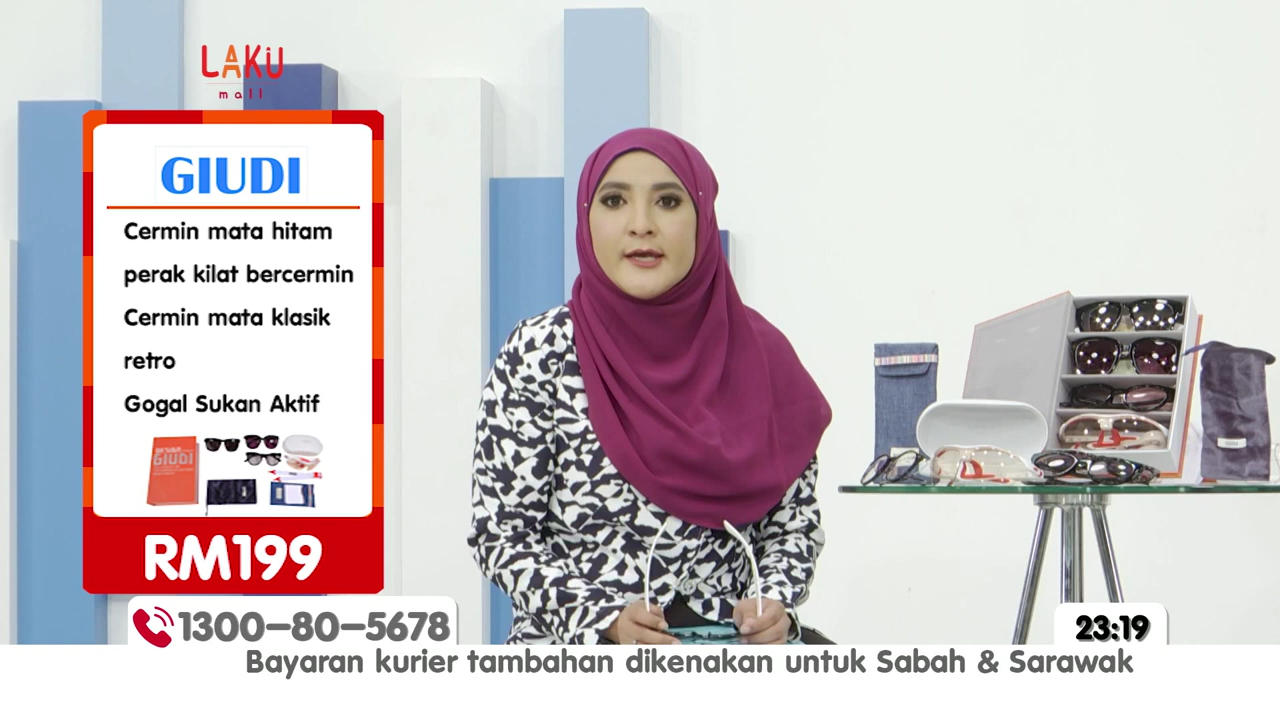 LAKU
mall
GIUDI
Cermin mata hitam
perak kilat bercermin
Cermin mata klasik
retro
Gogal Sukan Aktif
GIUDI
RM199
1300-80-5678
23:19
Bayaran kurier tambahan dikenakan untuk Sabah & Sarawak